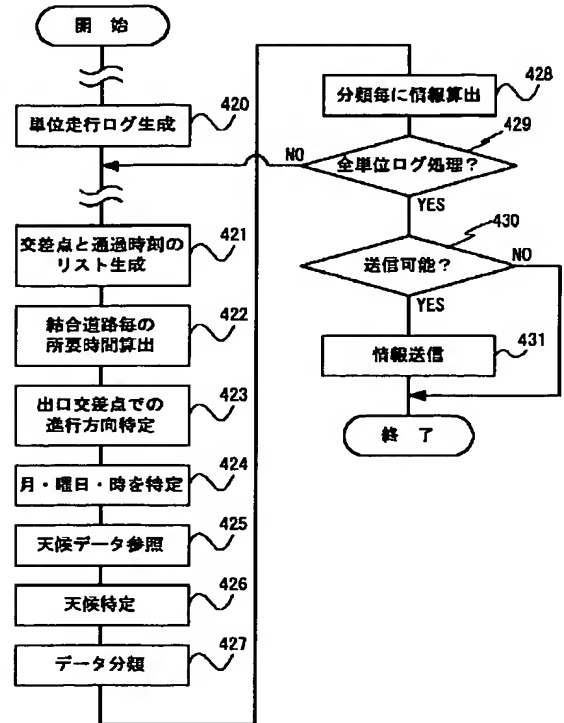 開 始
単位走行ログ生成
420
交差点と通過時刻の
リスト生成
421
結合道路毎の
所要時間算出
422
出口交差点での
進行方向特定
423
月・曜日・時を特定
424
天候データ参照
425
天候特定
426
データ分類
427
分類毎に情報算出
428
全単位ログ処理?
429
NO
YES
送信可能?
430
NO
YES
情報送信
431
終 了